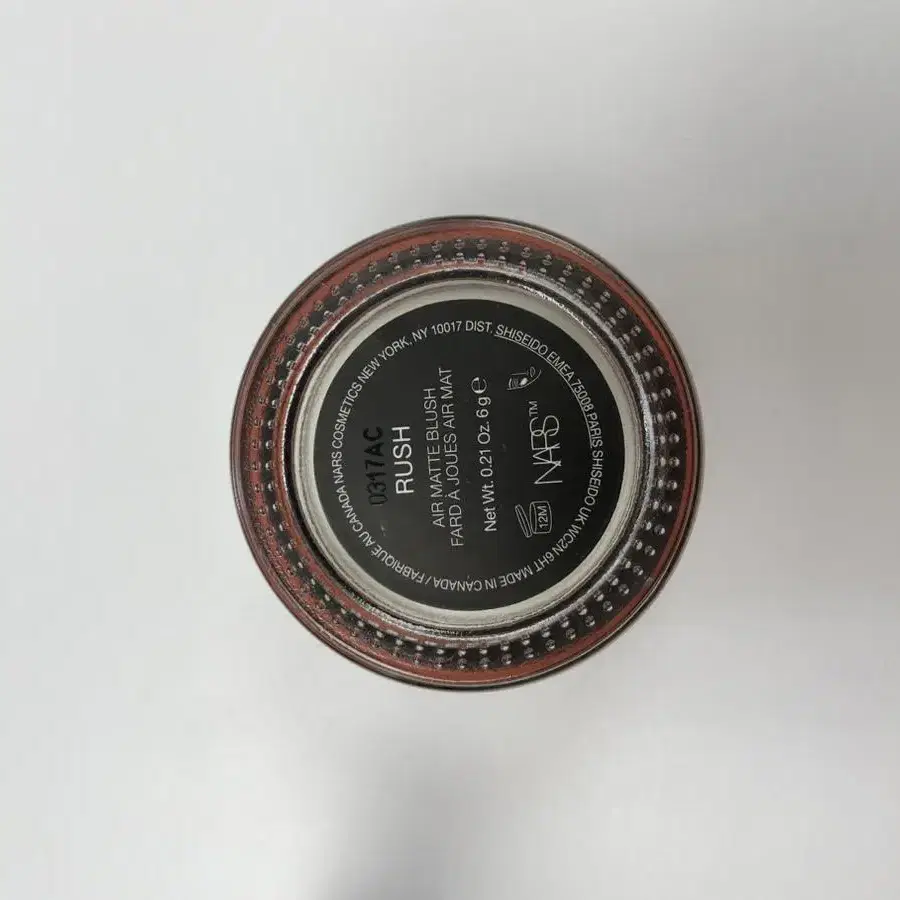 0317AC
RUSH
AIR MATTE BLUSH
FARD À JOUES AIR MAT
Net Wt. 0.21 Oz. 6 g ℮
12M
NARS™
NARS COSMETICS NEW YORK, NY 10017 DIST. SHISEIDO EMEA 75008 PARIS SHISEIDO UK WC2N 6HT MADE IN CANADA / FABRIQUÉ AU CANADA